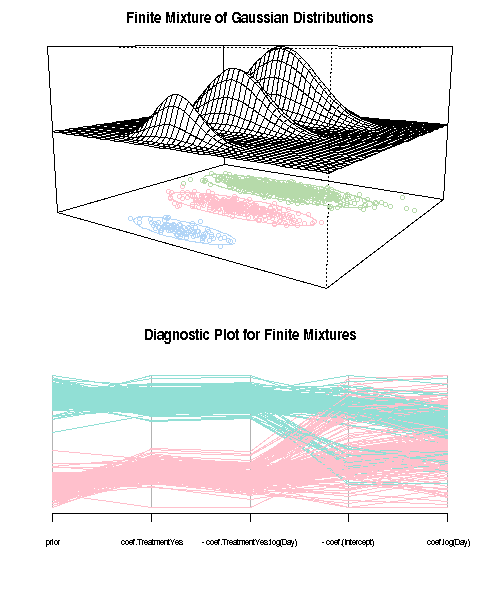 Finite Mixture of Gaussian Distributions
Diagnostic Plot for Finite Mixtures
prior coef.TreatmentYes - coef.TreatmentYes:log(Day) - coef.(Intercept) coef.log(Day)